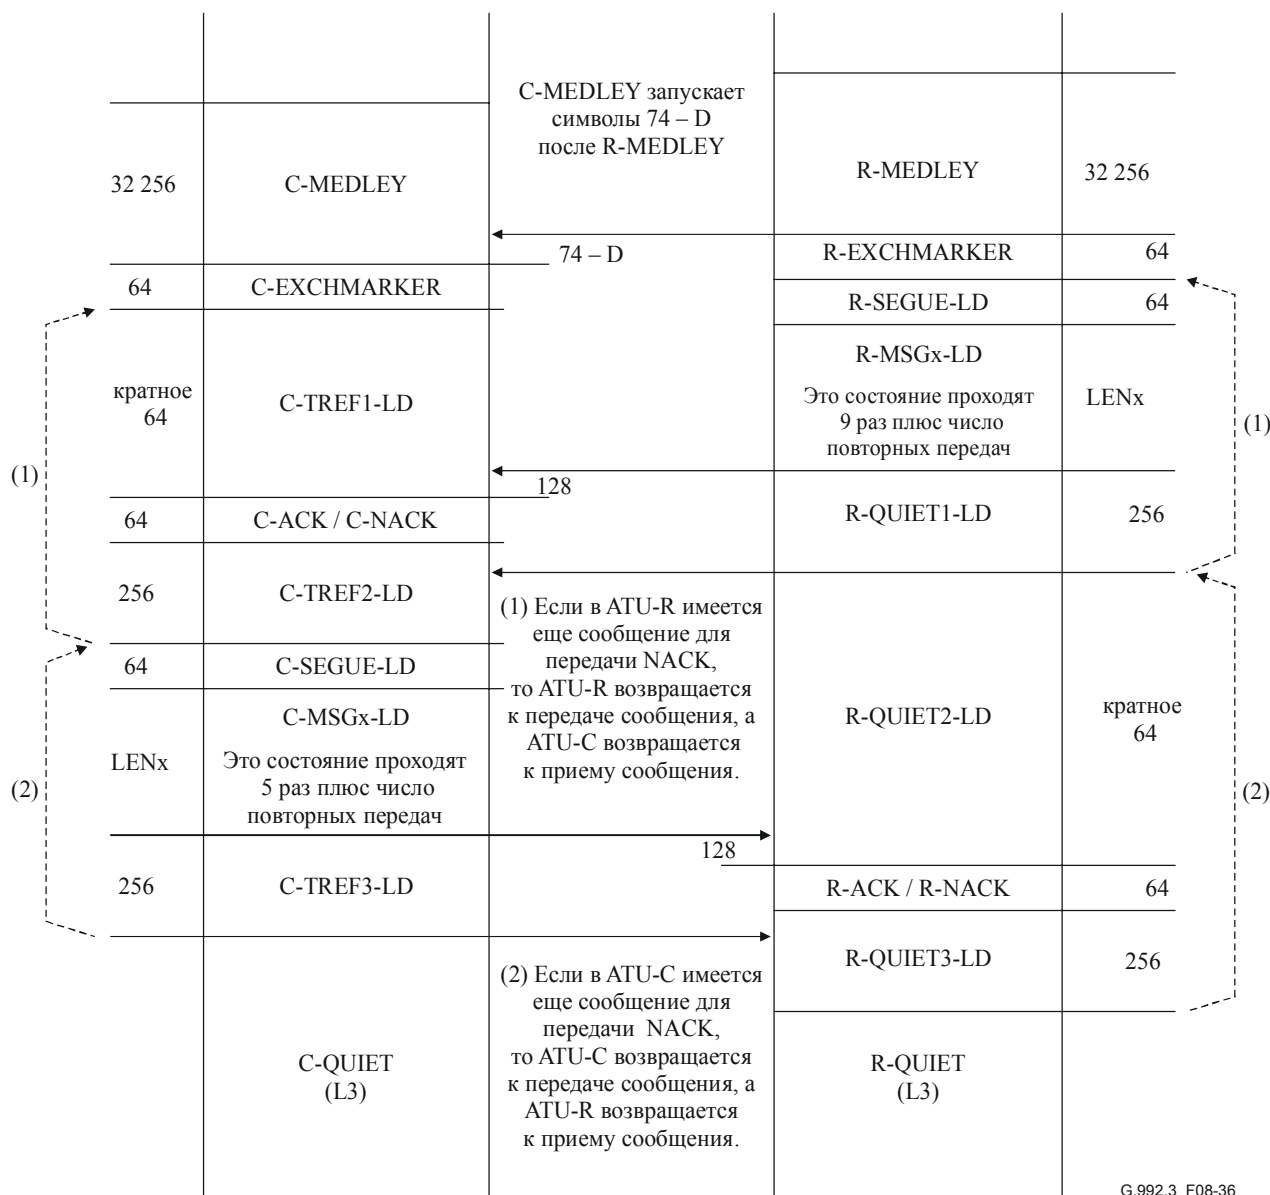 C-MEDLEY запускает
символы 74 – D
после R-MEDLEY
32 256
C-MEDLEY
R-MEDLEY
32 256
74 – D
R-EXCHMARKER
64
64
C-EXCHMARKER
R-SEGUE-LD
64
кратное
64
C-TREF1-LD
R-MSGx-LD
Это состояние проходят
9 раз плюс число
повторных передач
LENx
(1)
(1)
128
64
C-ACK / C-NACK
R-QUIET1-LD
256
256
C-TREF2-LD
(1) Если в ATU-R имеется
еще сообщение для
передачи NACK,
то ATU-R возвращается
к передаче сообщения, а
ATU-C возвращается
к приему сообщения.
64
C-SEGUE-LD
R-QUIET2-LD
кратное
64
C-MSGx-LD
LENx
Это состояние проходят
5 раз плюс число
повторных передач
(2)
(2)
128
256
C-TREF3-LD
R-ACK / R-NACK
64
R-QUIET3-LD
256
(2) Если в ATU-C имеется
еще сообщение для
передачи NACK,
то ATU-C возвращается
к передаче сообщения, а
ATU-R возвращается
к приему сообщения.
C-QUIET
(L3)
R-QUIET
(L3)
G.992.3_F08-36